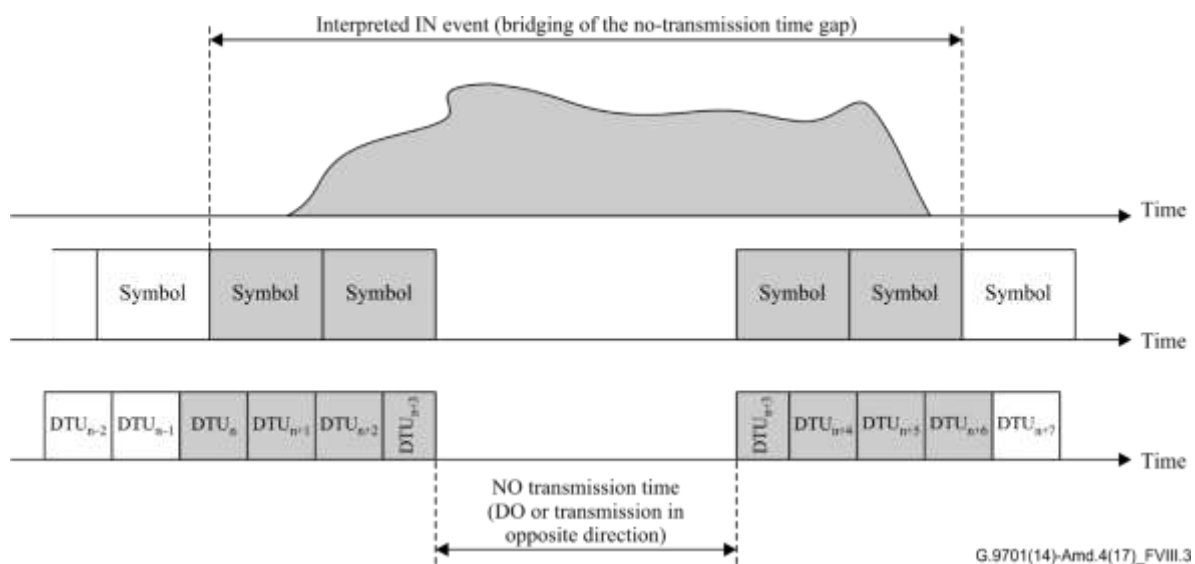 Interpreted IN event (bridging of the no-transmission time gap)
Time
Symbol Symbol Symbol Symbol Symbol Symbol
Time
DTUn–2 DTUn–1 DTUn DTUn+1 DTUn+2 DTUn+3 DTUn+3 DTUn+4 DTUn+5 DTUn+6 DTUn+7
Time
NO transmission time
(DO or transmission in
opposite direction)
G.9701(14)-Amd.4(17)_FVIII.3